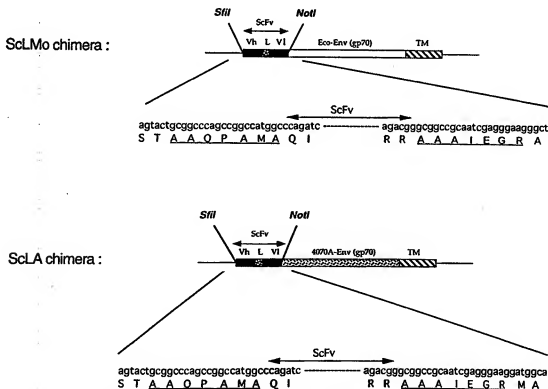 ScLMo chimera :
SfiI NotI
ScFv
Vh L Vl Eco-Env (gp70) TM
ScFv
agtactgcggcccagccggccatggcccagatc agacgggcggccgcaatcgagggaagggct
S T A A Q P A M A Q I R R A A A I E G R A
SfiI NotI
ScLA chimera :
ScFv
Vh L Vl 4070A-Env (gp70) TM
ScFv
agtactgcggcccagccggccatggcccagatc agacgggcggccgcaatcgagggaaggatggca
S T A A Q P A M A Q I R R A A A I E G R M A